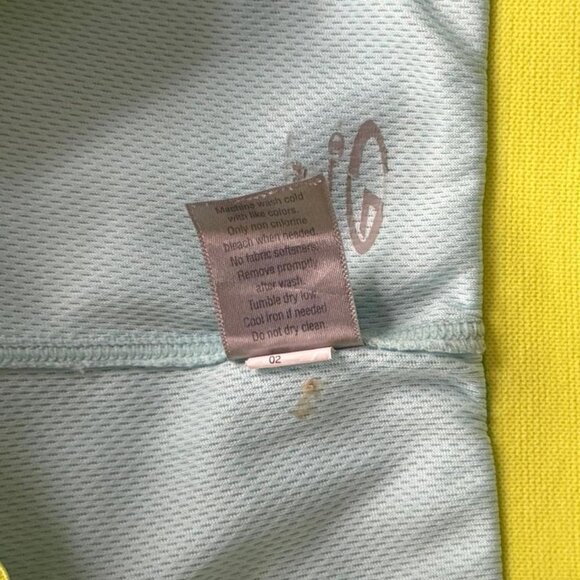 G
Machine wash cold
with like colors.
Only non chlorine
bleach when needed.
No fabric softeners.
Remove promptly
after wash.
Tumble dry low.
Cool iron if needed
Do not dry clean
02